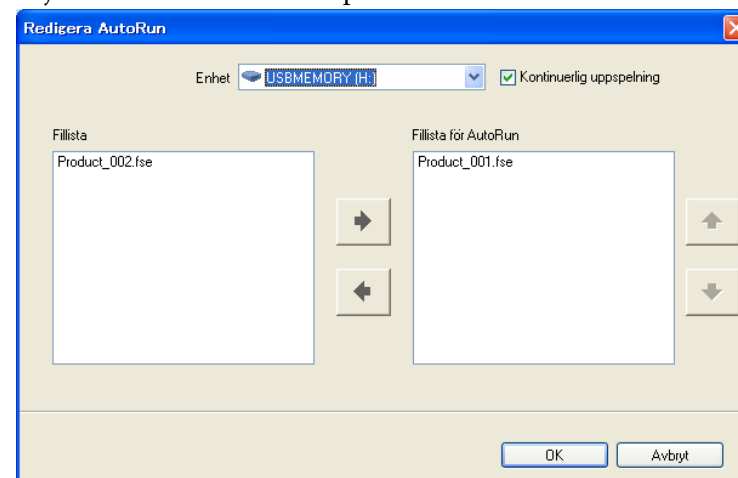 Redigera AutoRun
Enhet USBMEMORY (H:) Kontinuerlig uppspelning
Fillista Fillista för AutoRun
Product_002.fse Product_001.fse
OK Avbryt